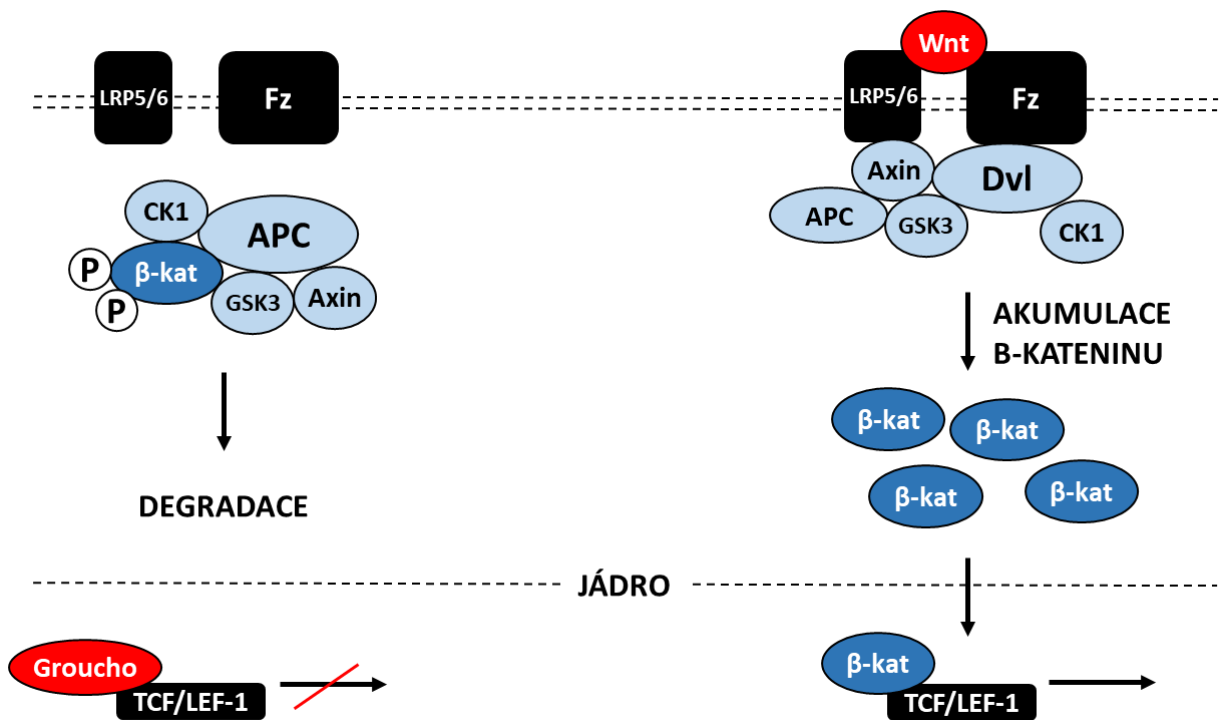 LRP5/6
Fz
CK1
APC
β-kat
P
P
GSK3
Axin
DEGRADACE
Wnt
LRP5/6
Fz
Axin
Dvl
APC
GSK3
CK1
AKUMULACE
B-KATENINU
β-kat
β-kat
β-kat
β-kat
JÁDRO
Groucho
TCF/LEF-1
β-kat
TCF/LEF-1